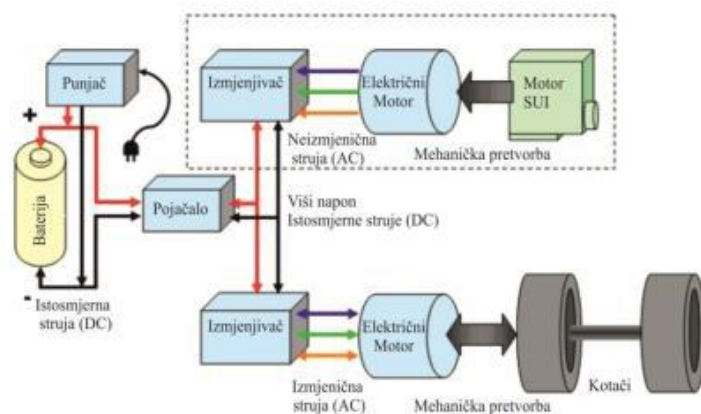 Punjač
+
Baterija
-
Istosmjerna
struja (DC)
Pojačalo
Izmjenjivač
Električni
Motor
Motor
SUI
Neizmjenična
struja (AC)
Mehanička pretvorba
Viši napon
Istosmjerne struje (DC)
Izmjenjivač
Električni
Motor
Izmjenična
struja (AC)
Mehanička pretvorba
Kotači